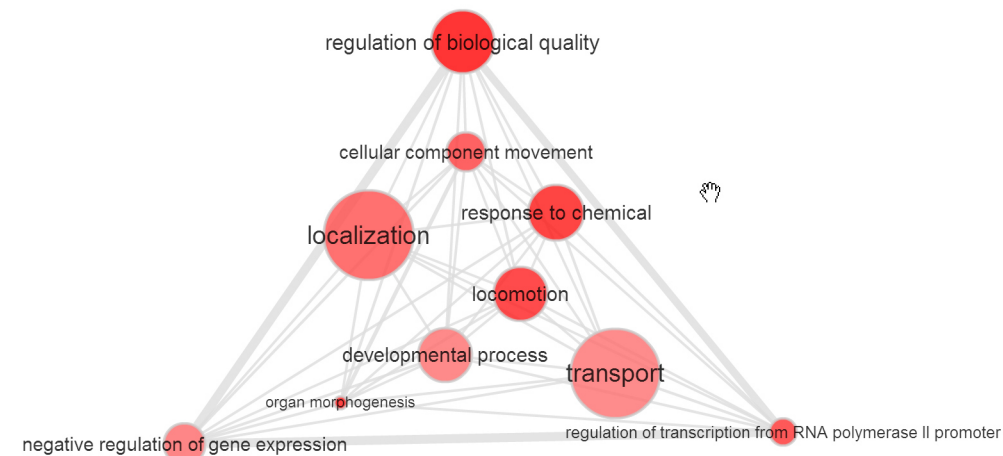 regulation of biological quality
cellular component movement
response to chemical
localization
locomotion
developmental process
transport
organ morphogenesis
regulation of transcription from RNA polymerase II promoter
negative regulation of gene expression